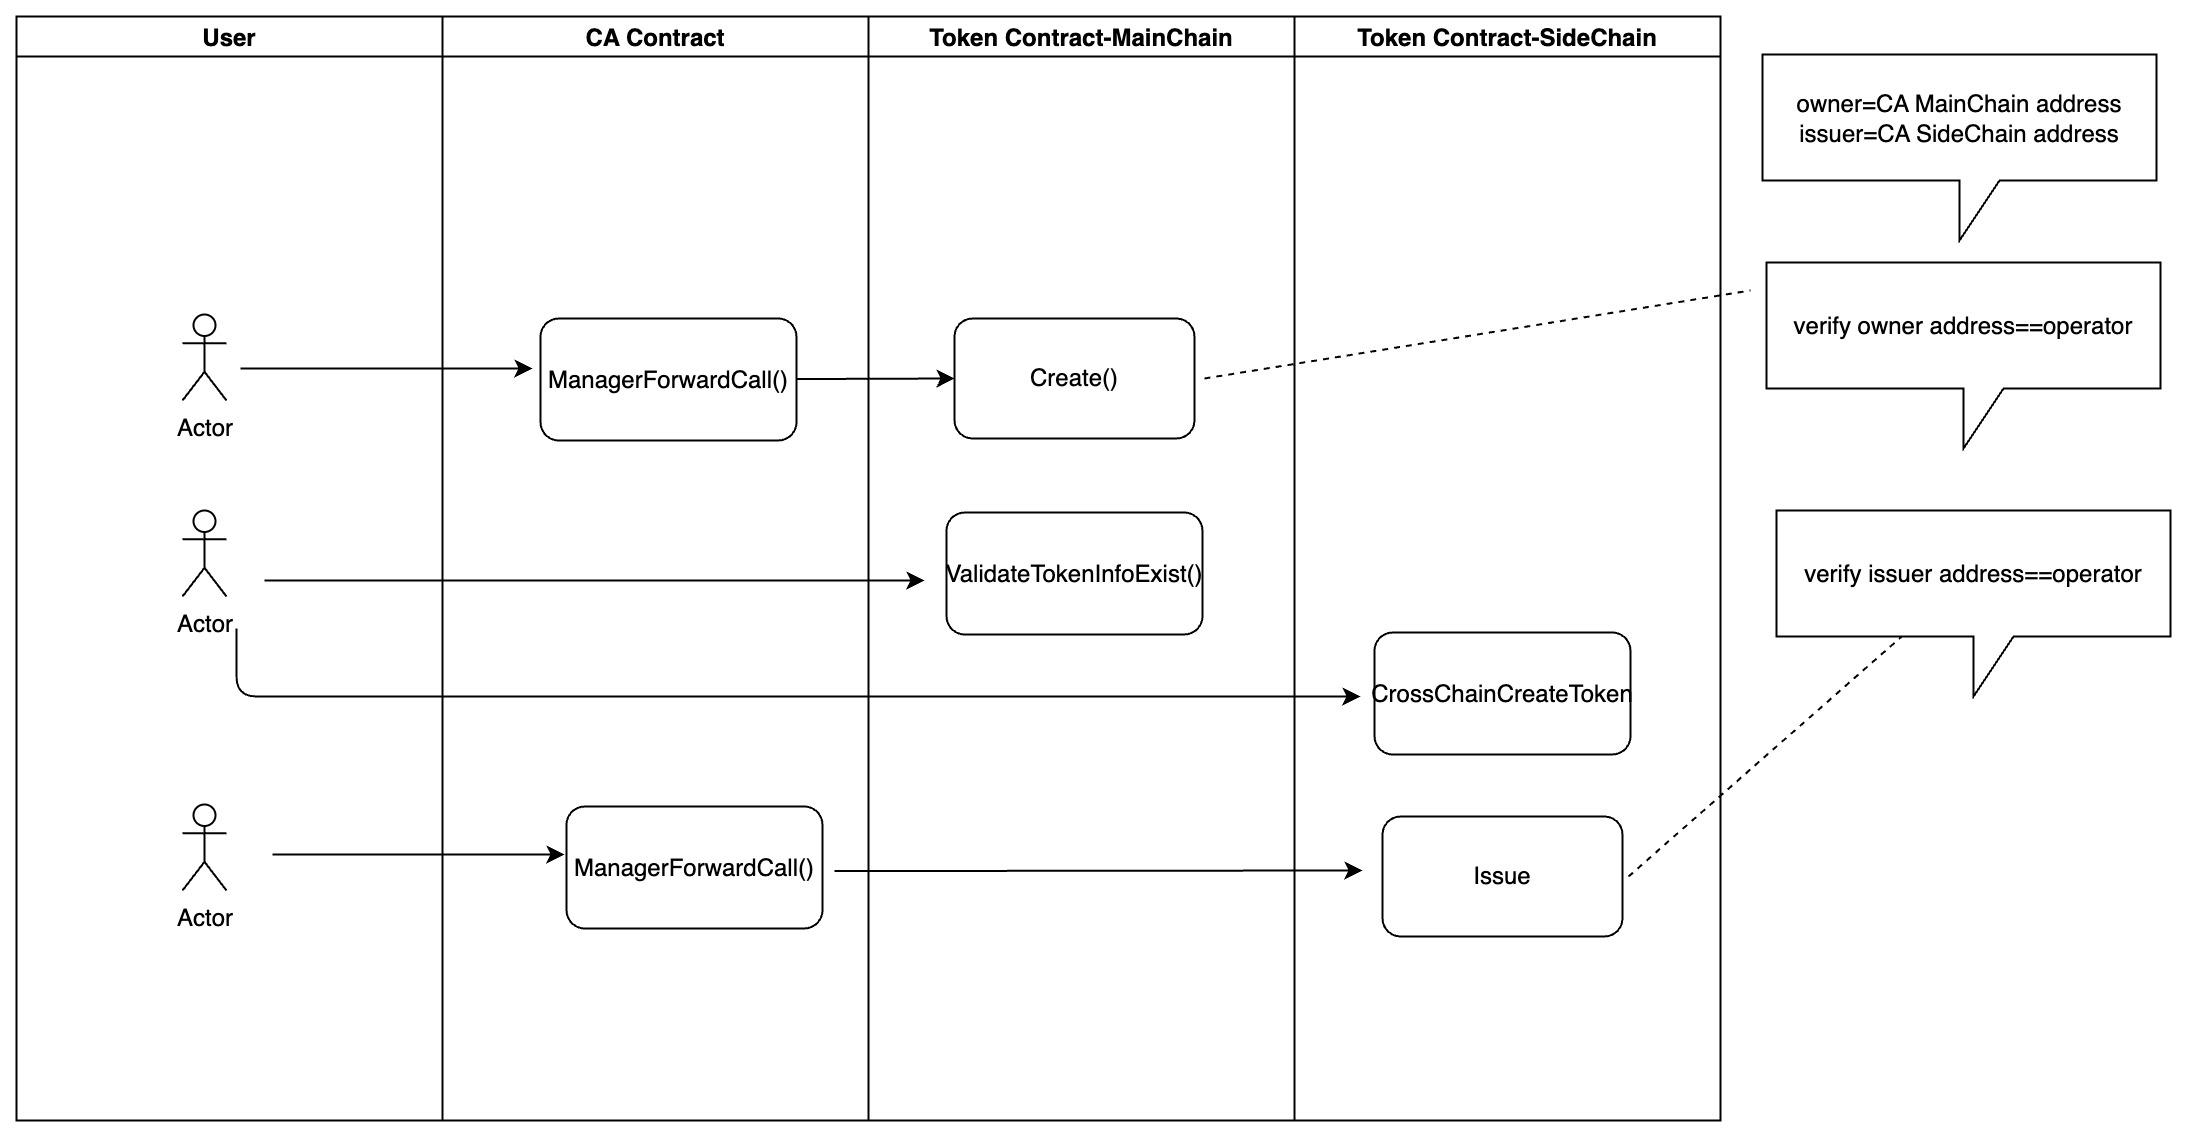 User
CA Contract
Token Contract-MainChain
Token Contract-SideChain
owner=CA MainChain address
issuer=CA SideChain address
verify owner address==operator
Actor
ManagerForwardCall()
Create()
Actor
ValidateTokenInfoExist()
verify issuer address==operator
CrossChainCreateToken
Actor
ManagerForwardCall()
Issue